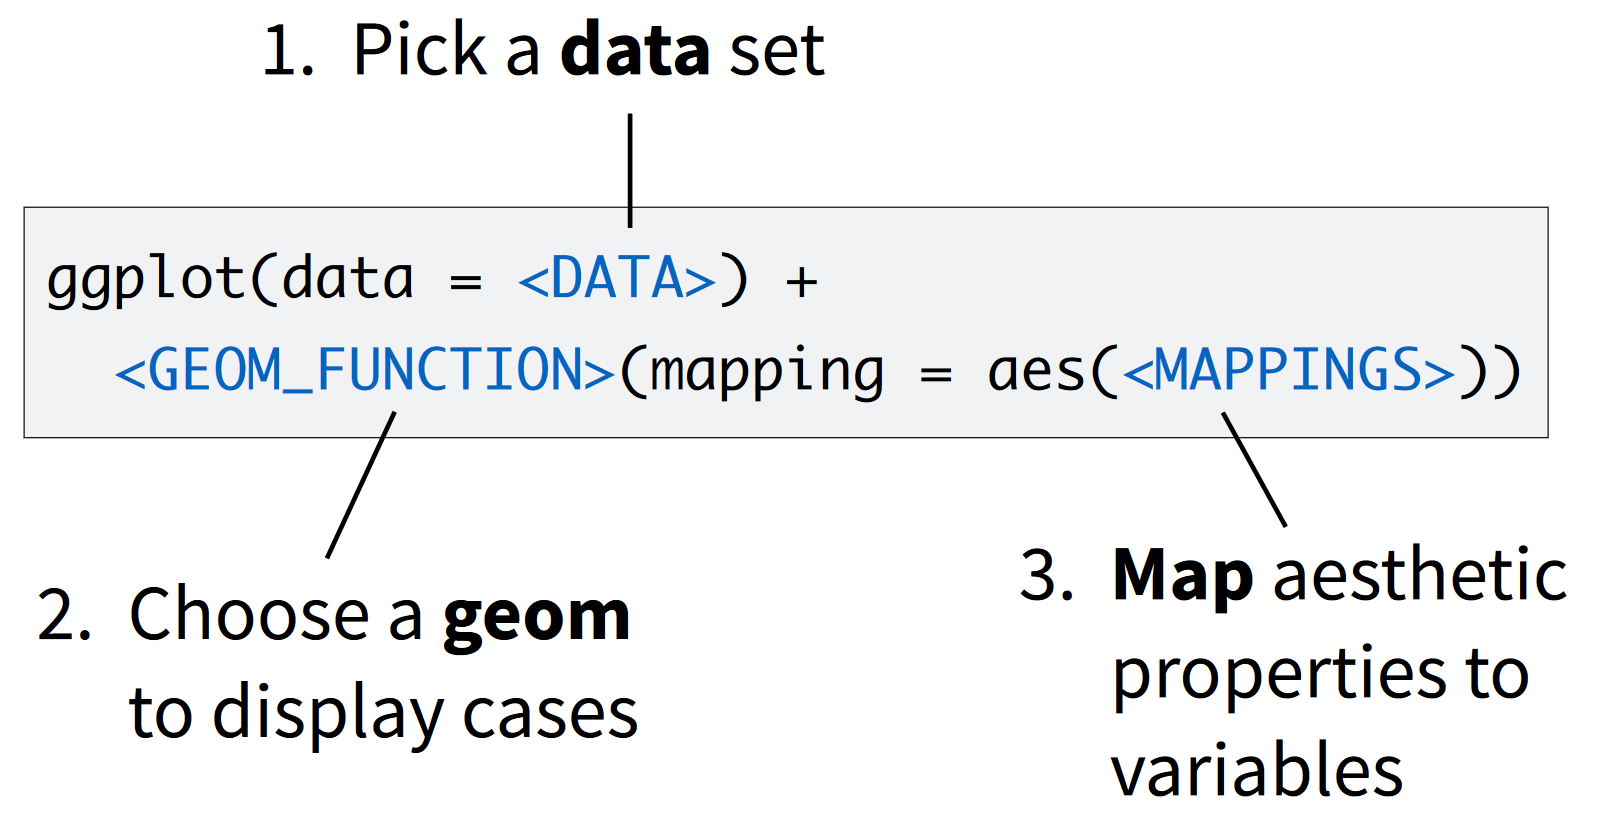 1. Pick a data set
ggplot(data = <DATA>) +
<GEOM_FUNCTION>(mapping = aes(<MAPPINGS>))
2. Choose a geom
to display cases
3. Map aesthetic
properties to
variables